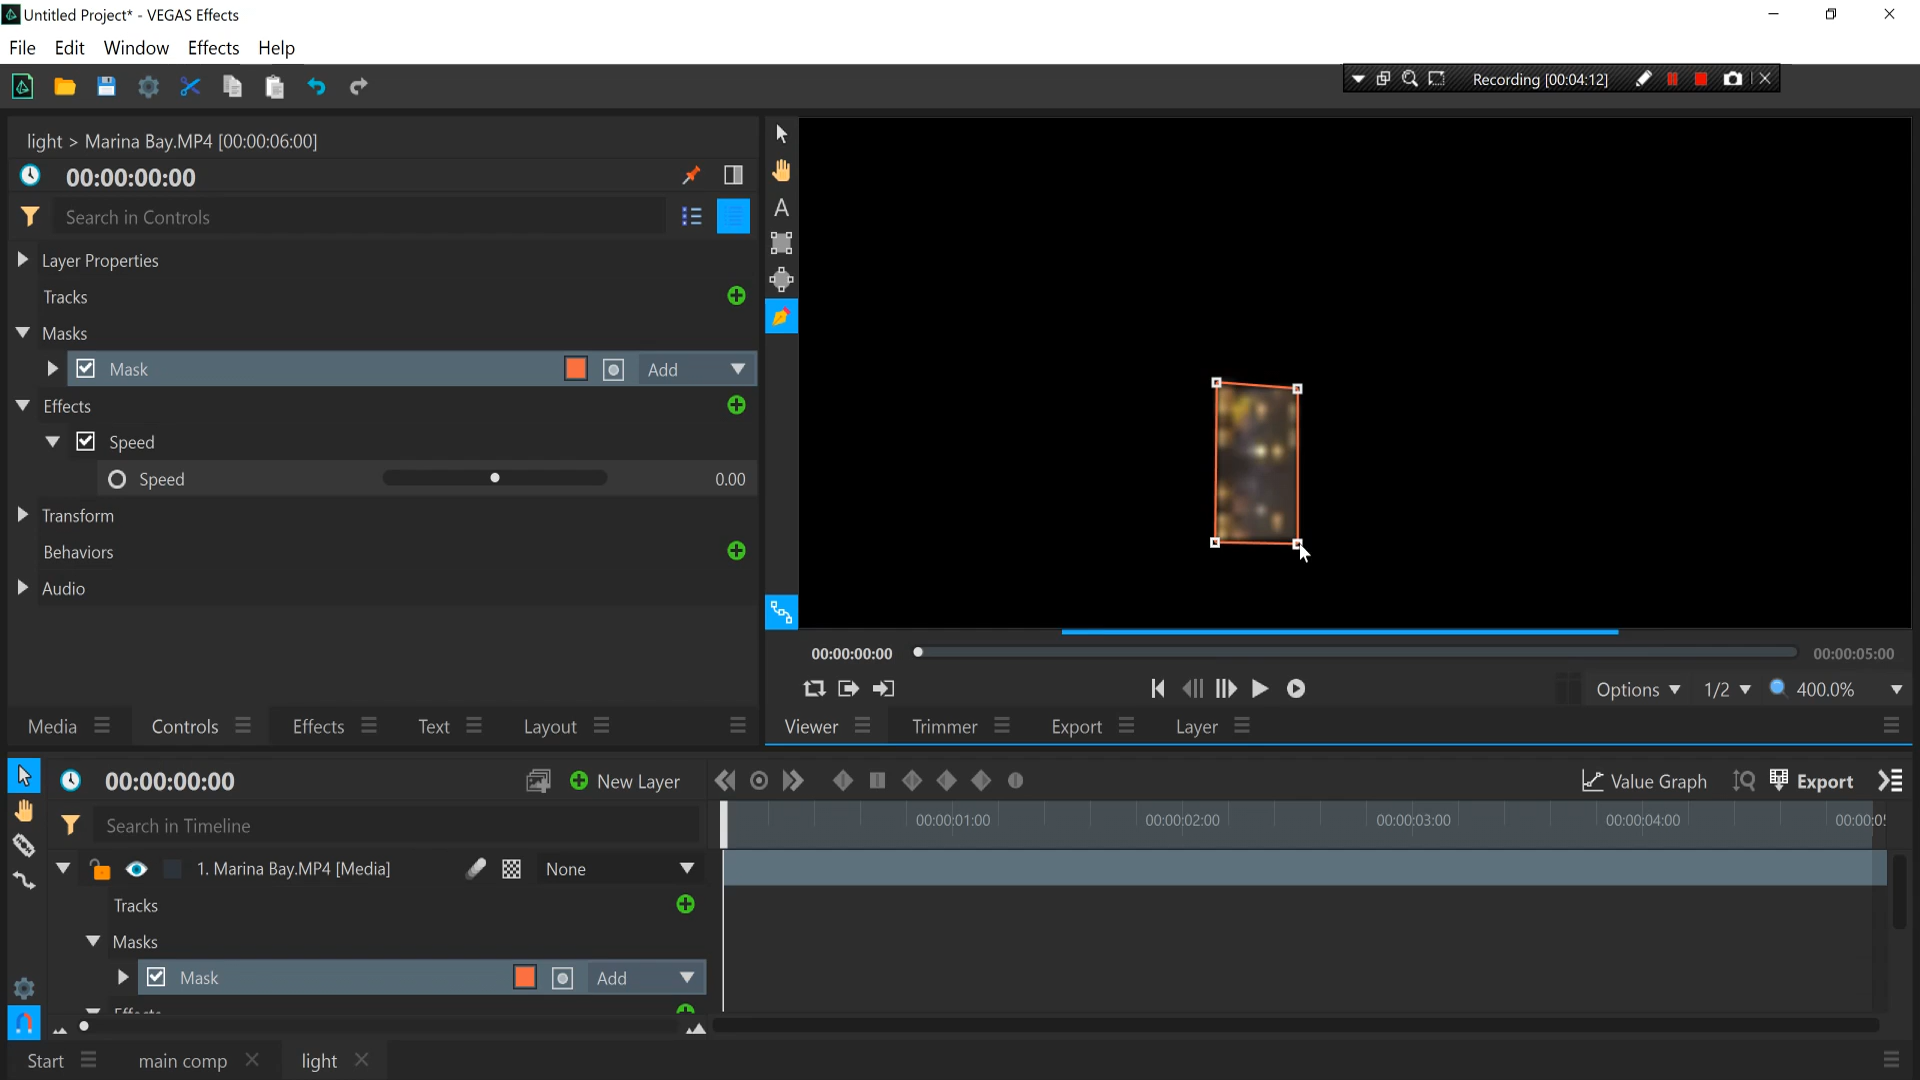 Untitled Project* - VEGAS Effects
File Edit Window Effects Help
Recording [00:04:12]
light > Marina Bay.MP4 [00:00:06:00]
00:00:00:00
Search in Controls
A
Layer Properties
Tracks
Masks
Mask Add
Effects
Speed
Speed 0.00
Transform
Behaviors
Audio
00:00:00:00 00:00:05:00
Options 1/2 400.0%
Media Controls Effects Text Layout
Viewer Trimmer Export Layer
00:00:00:00 New Layer Value Graph Export
Search in Timeline
00:00:01:00 00:00:02:00 00:00:03:00 00:00:04:00 00:00:0
1. Marina Bay.MP4 [Media] None
Tracks
Masks
Mask Add
Effects
Start main comp light